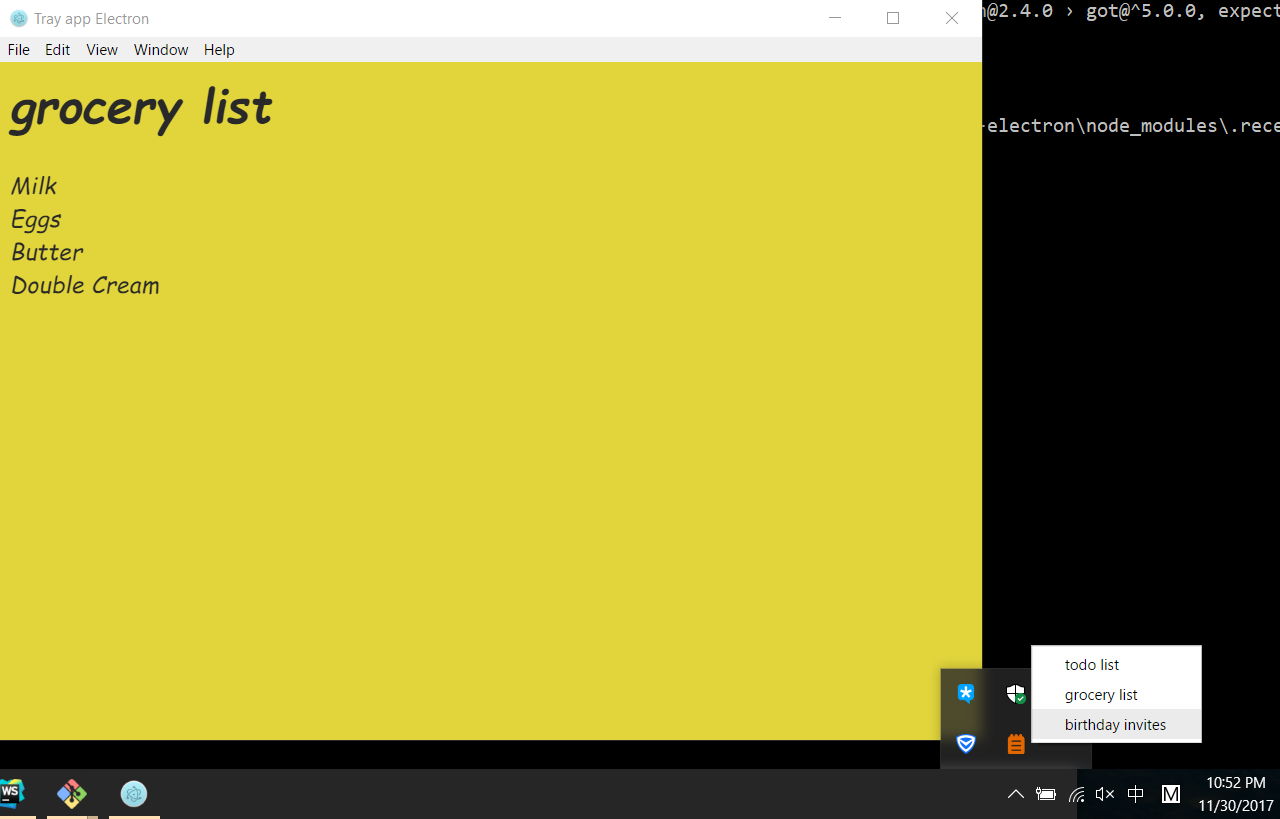 Tray app Electron
n@2.4.0 › got@^5.0.0, expect
File Edit View Window Help
grocery list
-electron\node_modules\.rece
Milk
Eggs
Butter
Double Cream
todo list
grocery list
birthday invites
WS
中 M
10:52 PM
11/30/2017